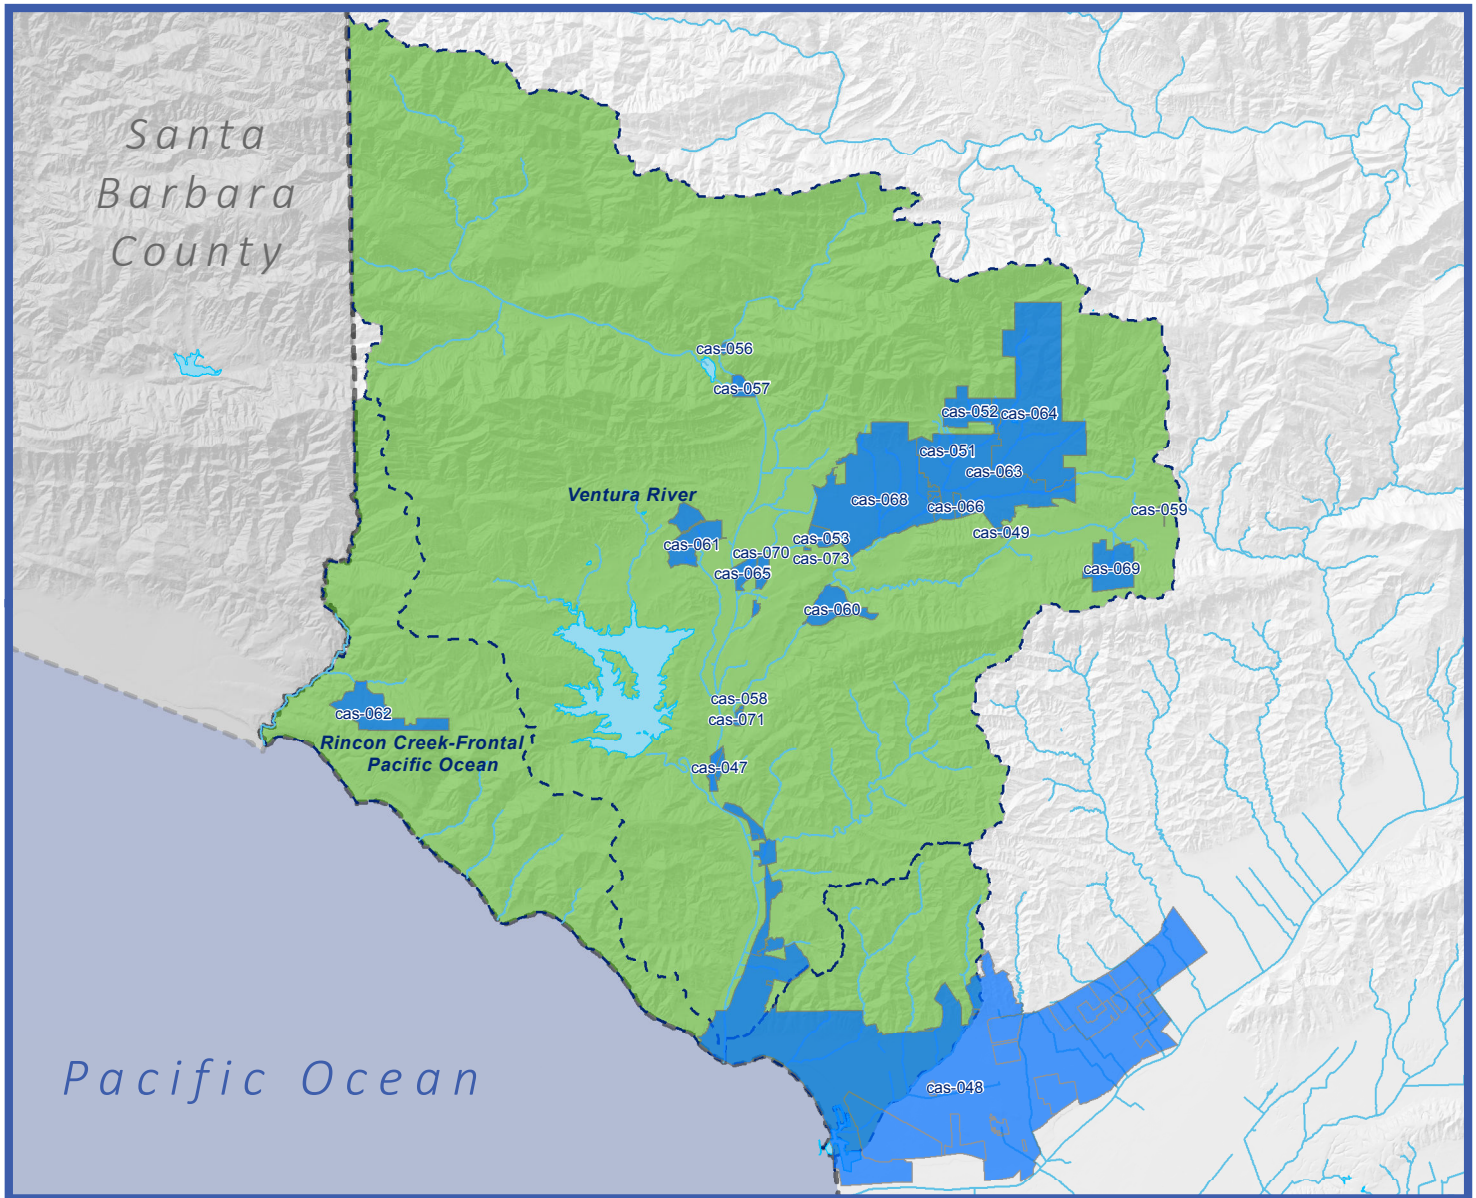 Santa
Barbara
County
cas-056
cas-057
cas-052
cas-064
cas-051
cas-063
Ventura River
cas-068
cas-066
cas-059
cas-049
cas-053
cas-061
cas-070
cas-073
cas-069
cas-065
cas-060
cas-058
cas-062
cas-071
Rincon Creek-Frontal
Pacific Ocean
cas-047
Pacific Ocean
cas-048